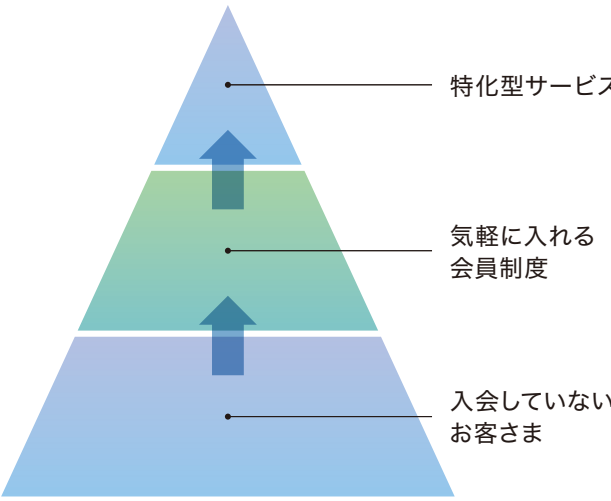 特化型サービス
気軽に入れる
会員制度
入会していない
お客さま